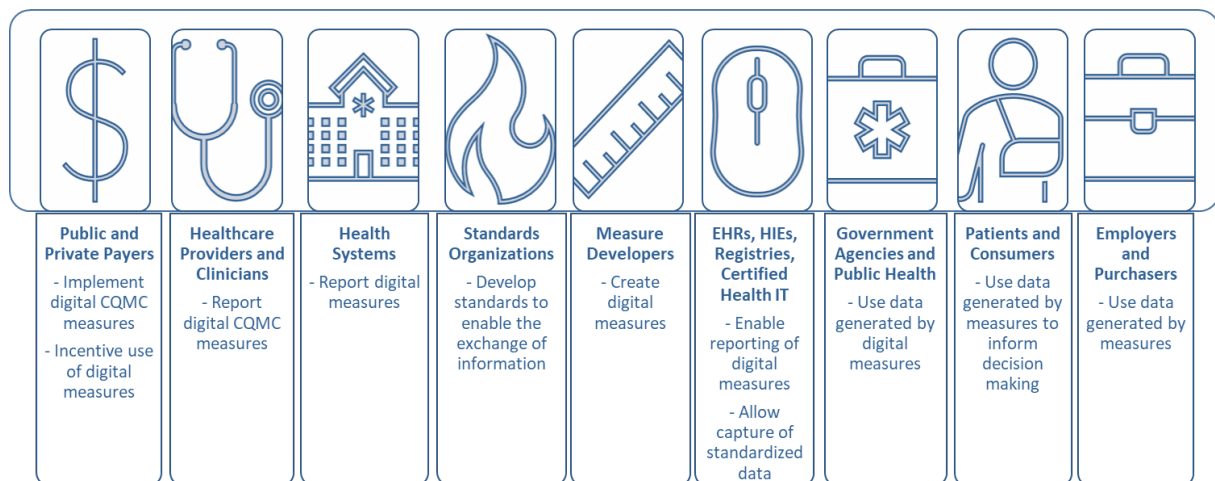 Public and
Private Payers
- Implement
digital CQMC
measures
- Incentive use
of digital
measures
Healthcare
Providers and
Clinicians
- Report
digital CQMC
measures
Health
Systems
- Report digital
measures
Standards
Organizations
- Develop
standards to
enable the
exchange of
information
Measure
Developers
- Create
digital
measures
EHRs, HIEs,
Registries,
Certified
Health IT
- Enable
reporting of
digital
measures
- Allow
capture of
standardized
data
Government
Agencies and
Public Health
- Use data
generated by
digital
measures
Patients and
Consumers
- Use data
generated by
measures to
inform
decision
making
Employers
and
Purchasers
- Use data
generated by
measures